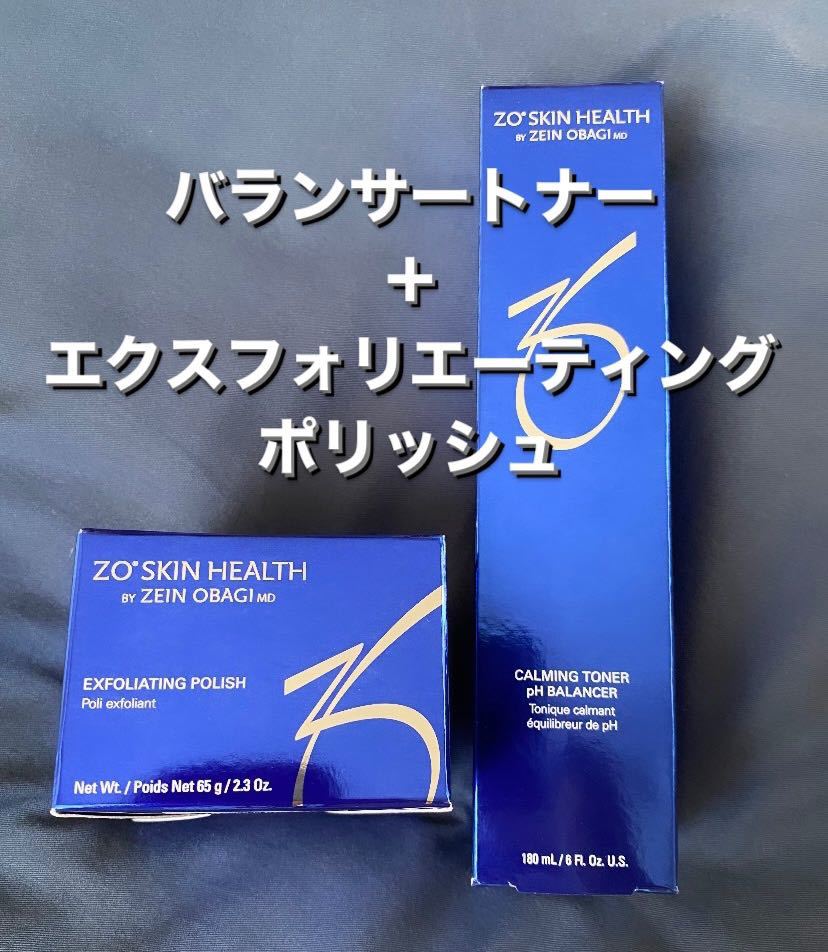 バランサートナー
＋
エクスフォリエーティング
ポリッシュ
ZO® SKIN HEALTH
BY ZEIN OBAGI MD
CALMING TONER
pH BALANCER
Tonique calmant
équilibreur de pH
180 mL / 6 Fl. Oz. U.S.
ZO® SKIN HEALTH
BY ZEIN OBAGI MD
EXFOLIATING POLISH
Poli exfoliant
Net Wt. / Poids Net 65 g / 2.3 Oz.